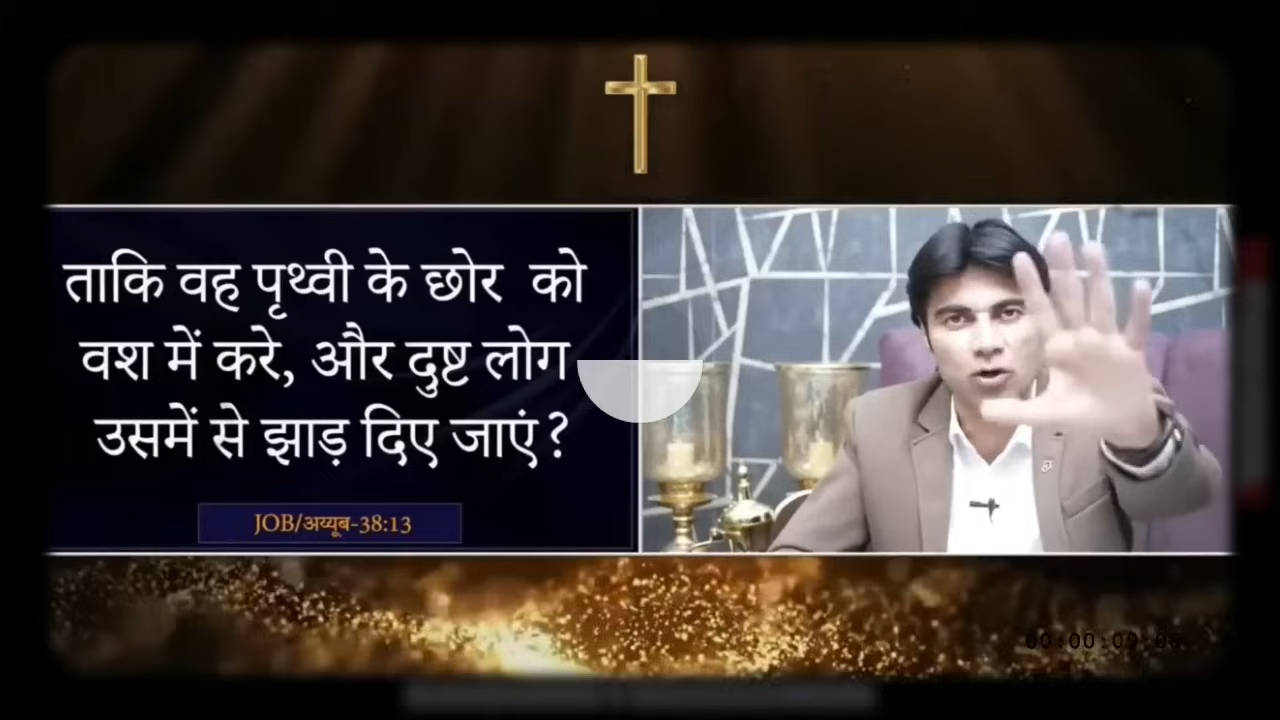 ताकि वह पृथ्वी के छोर को
वश में करे, और दुष्ट लोग
उसमें से झाड़ दिए जाएं?
JOB/अय्यूब-38:13